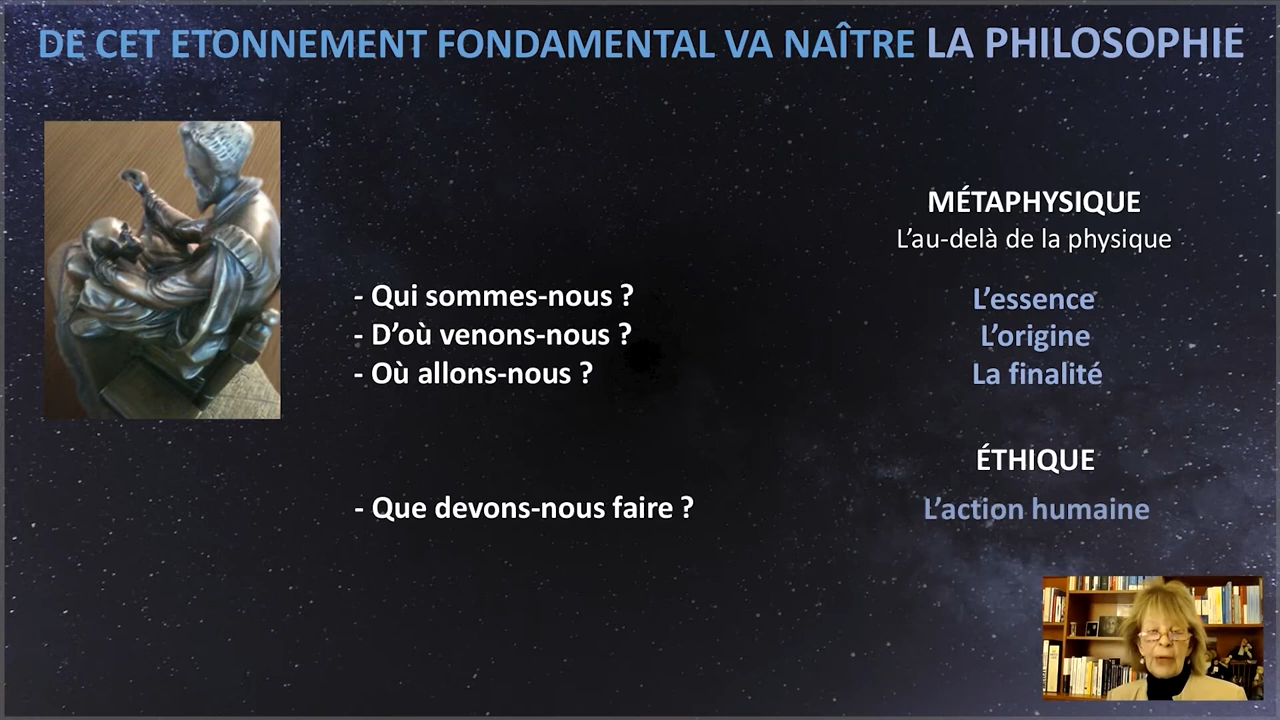 DE CET ETONNEMENT FONDAMENTAL VA NAÎTRE LA PHILOSOPHIE
MÉTAPHYSIQUE
L'au-delà de la physique
- Qui sommes-nous ?
L'essence
- D'où venons-nous ?
L'origine
- Où allons-nous ?
La finalité
ÉTHIQUE
- Que devons-nous faire ?
L'action humaine